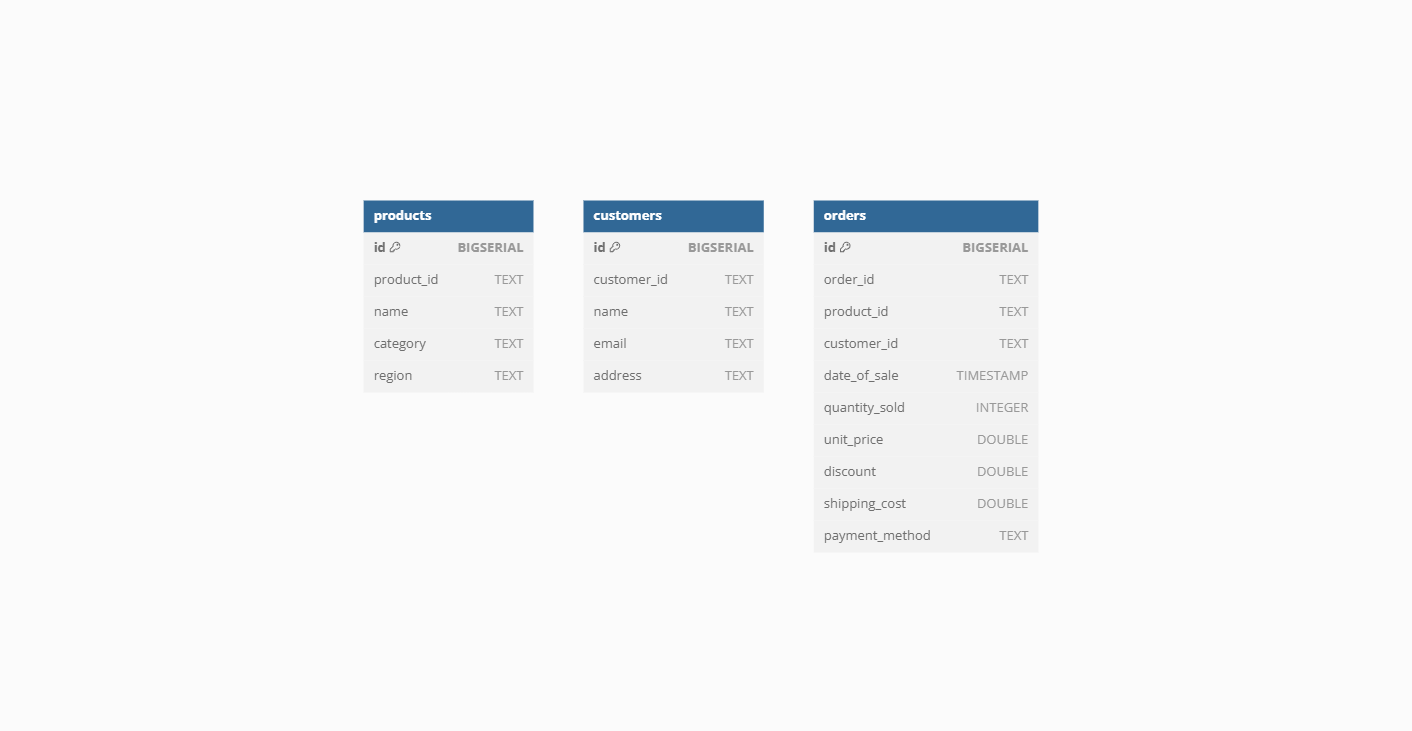 products
id BIGSERIAL
product_id TEXT
name TEXT
category TEXT
region TEXT
customers
id BIGSERIAL
customer_id TEXT
name TEXT
email TEXT
address TEXT
orders
id BIGSERIAL
order_id TEXT
product_id TEXT
customer_id TEXT
date_of_sale TIMESTAMP
quantity_sold INTEGER
unit_price DOUBLE
discount DOUBLE
shipping_cost DOUBLE
payment_method TEXT